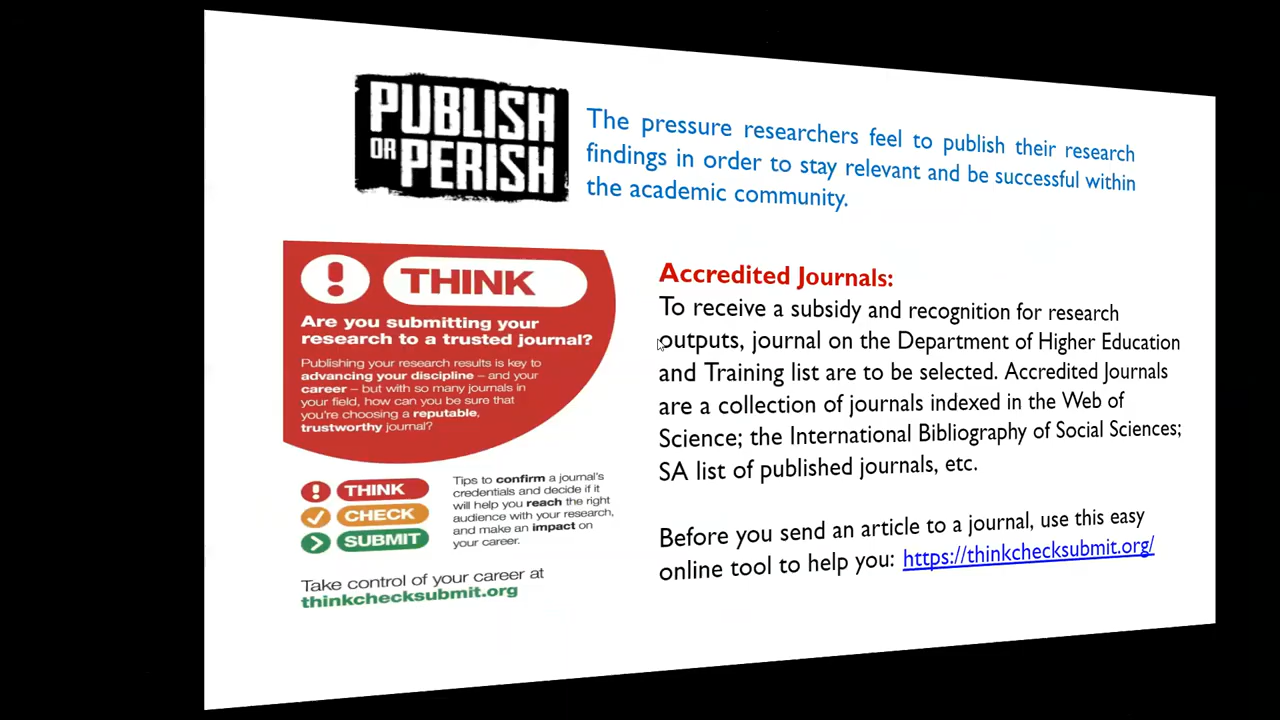 PUBLISH
OR PERISH
The pressure researchers feel to publish their research
findings in order to stay relevant and be successful within
the academic community.
! THINK
Are you submitting your
research to a trusted journal?
Publishing your research results is key to
advancing your discipline – and your
career – but with so many journals in
your field, how can you be sure that
you're choosing a reputable,
trustworthy journal?
! THINK
CHECK
SUBMIT
Tips to confirm a journal's
credentials and decide if it
will help you reach the right
audience with your research,
and make an impact on
your career.
Take control of your career at
thinkchecksubmit.org
Accredited Journals:
To receive a subsidy and recognition for research
outputs, journal on the Department of Higher Education
and Training list are to be selected. Accredited Journals
are a collection of journals indexed in the Web of
Science; the International Bibliography of Social Sciences;
SA list of published journals, etc.
Before you send an article to a journal, use this easy
online tool to help you: https://thinkchecksubmit.org/